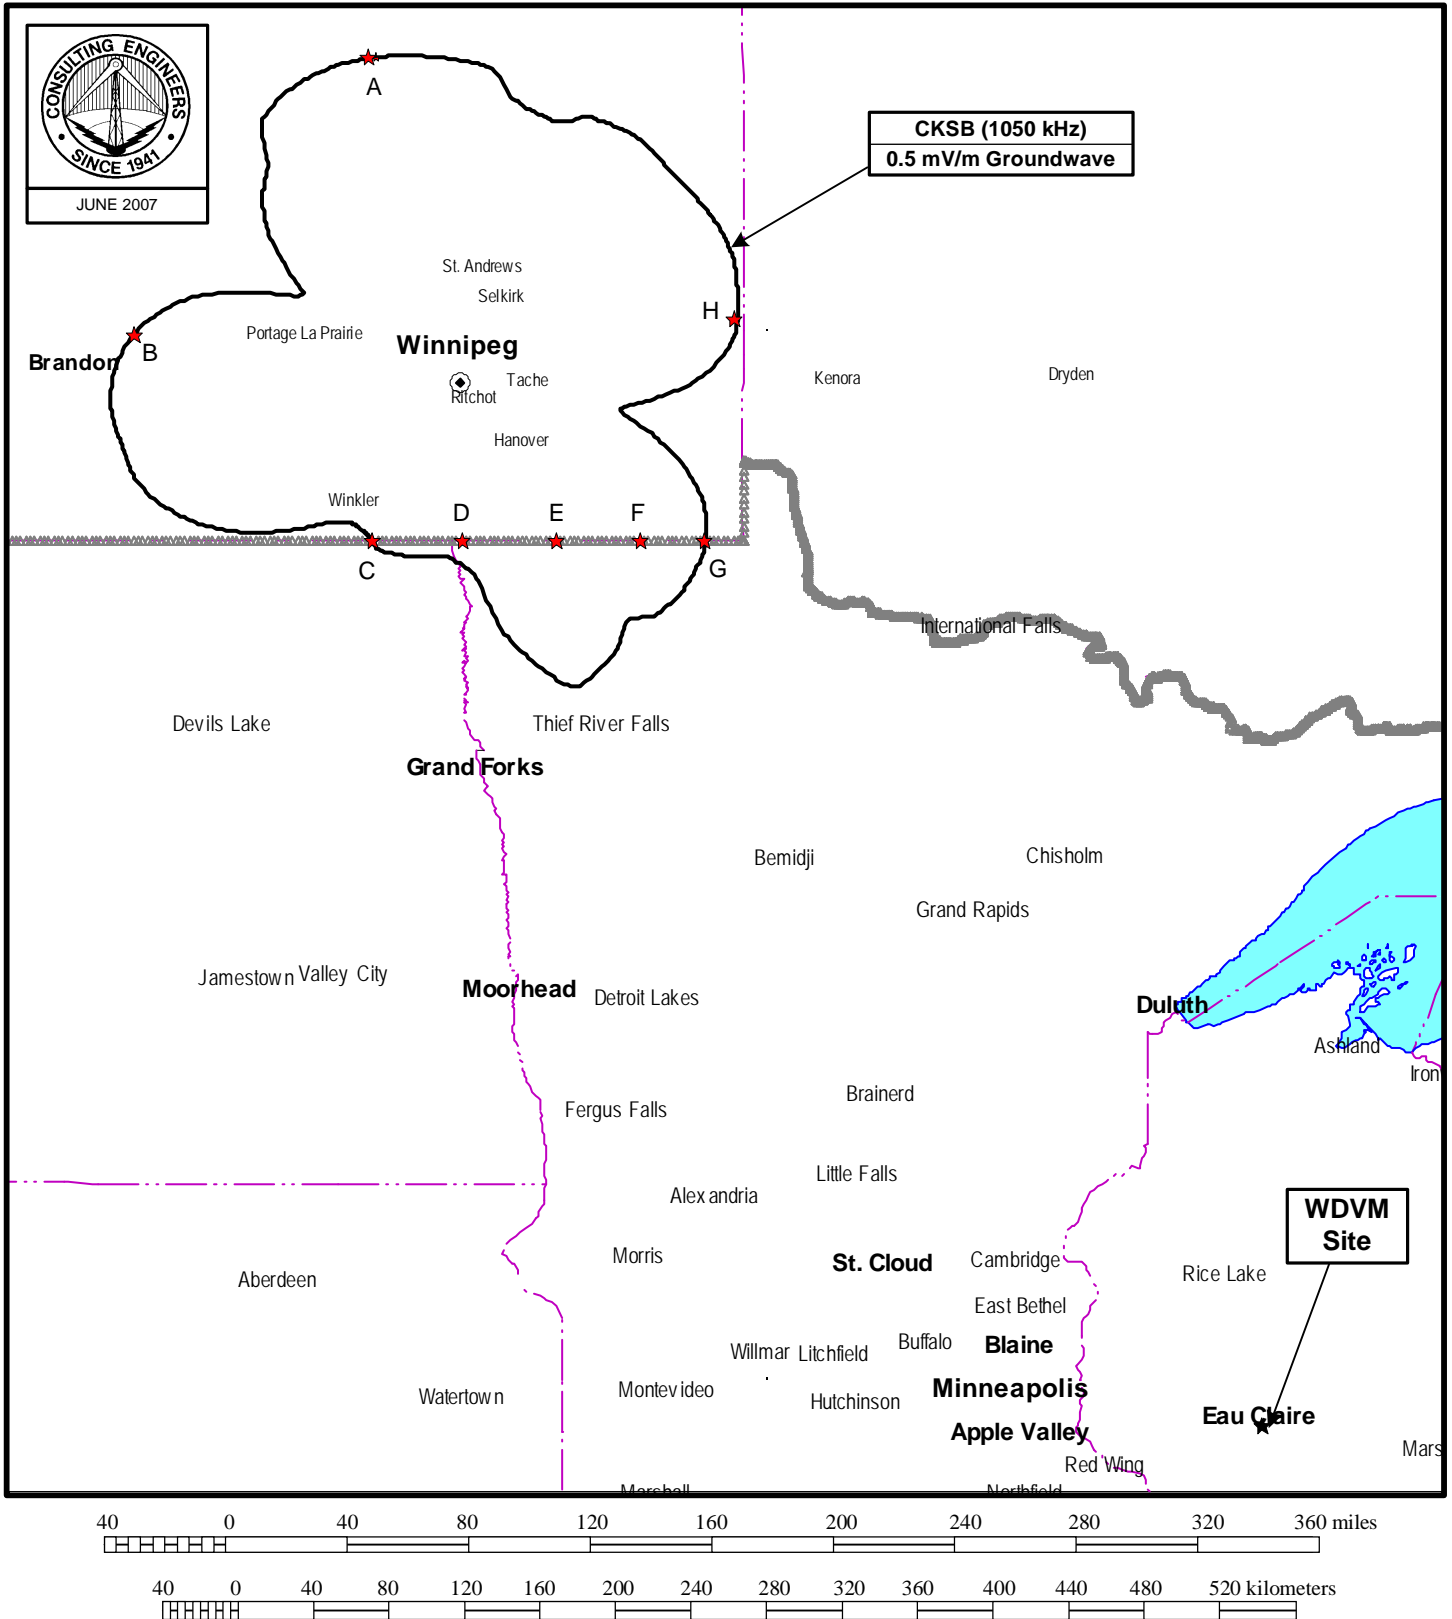 CONSULTING ENGINEERS
SINCE 1941
JUNE 2007
A
CKSB (1050 kHz)
0.5 mV/m Groundwave
St. Andrews
Selkirk
H
Portage La Prairie
Winnipeg
B
Brandon
Tache
Ritchot
Kenora
Dryden
Hanover
Winkler
D
E
F
C
G
International Falls
Devils Lake
Thief River Falls
Grand Forks
Bemidji
Chisholm
Grand Rapids
Jamestown
Valley City
Moorhead
Detroit Lakes
Duluth
Ashland
Iron
Brainerd
Fergus Falls
Little Falls
Alexandria
WDVM
Site
Morris
St. Cloud
Cambridge
Rice Lake
Aberdeen
East Bethel
Buffalo
Blaine
Willmar
Litchfield
Montevideo
Minneapolis
Watertown
Hutchinson
Eau Claire
Apple Valley
Mars
Red Wing
Marshall
Northfield
40 0 40 80 120 160 200 240 280 320 360 miles
40 0 40 80 120 160 200 240 280 320 360 400 440 480 520 kilometers